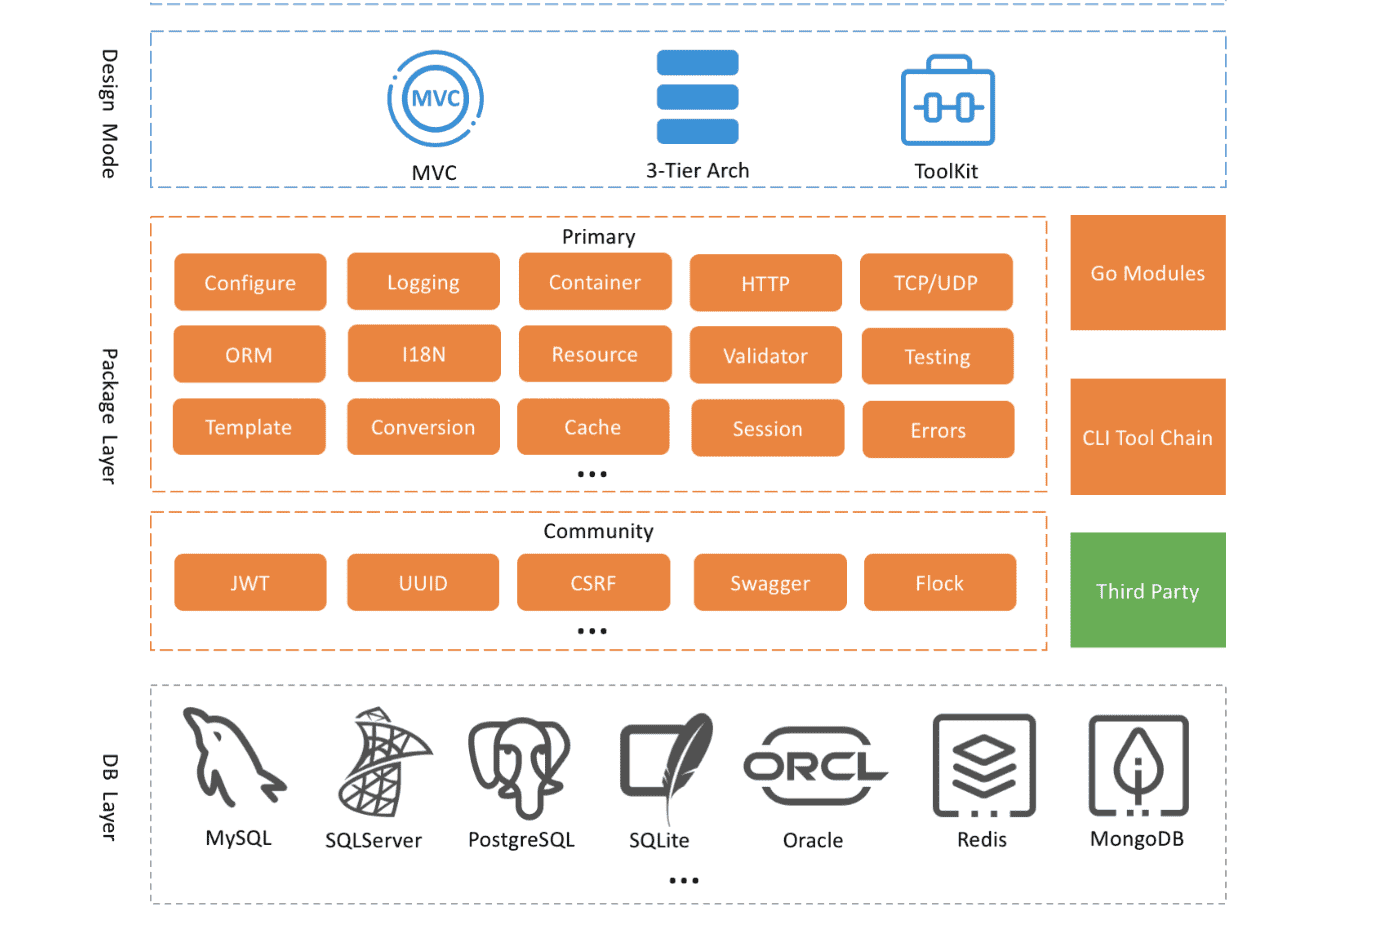 Design Mode
MVC
MVC
3-Tier Arch
ToolKit
Package Layer
Primary
Configure
Logging
Container
HTTP
TCP/UDP
ORM
I18N
Resource
Validator
Testing
Template
Conversion
Cache
Session
Errors
...
Go Modules
CLI Tool Chain
Community
JWT
UUID
CSRF
Swagger
Flock
...
Third Party
DB Layer
ORCL
MySQL
SQLServer
PostgreSQL
SQLite
Oracle
Redis
MongoDB
...